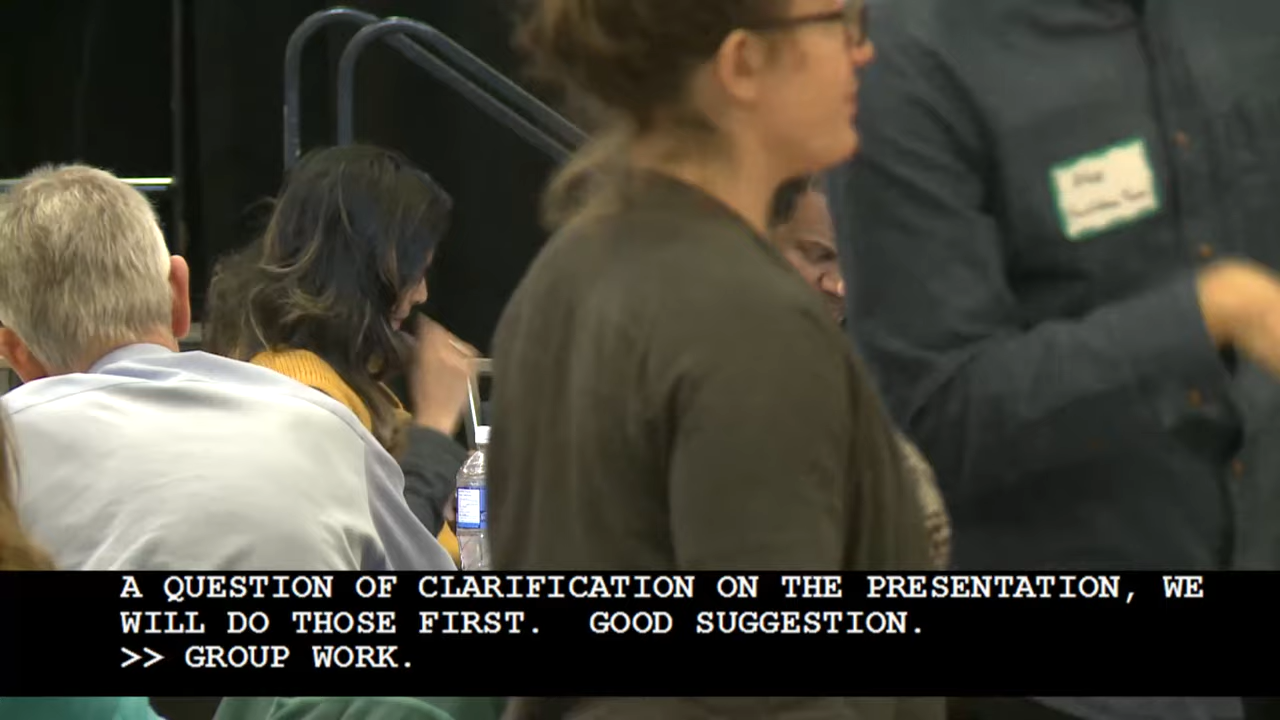 A QUESTION OF CLARIFICATION ON THE PRESENTATION, WE
WILL DO THOSE FIRST.  GOOD SUGGESTION.
>> GROUP WORK.